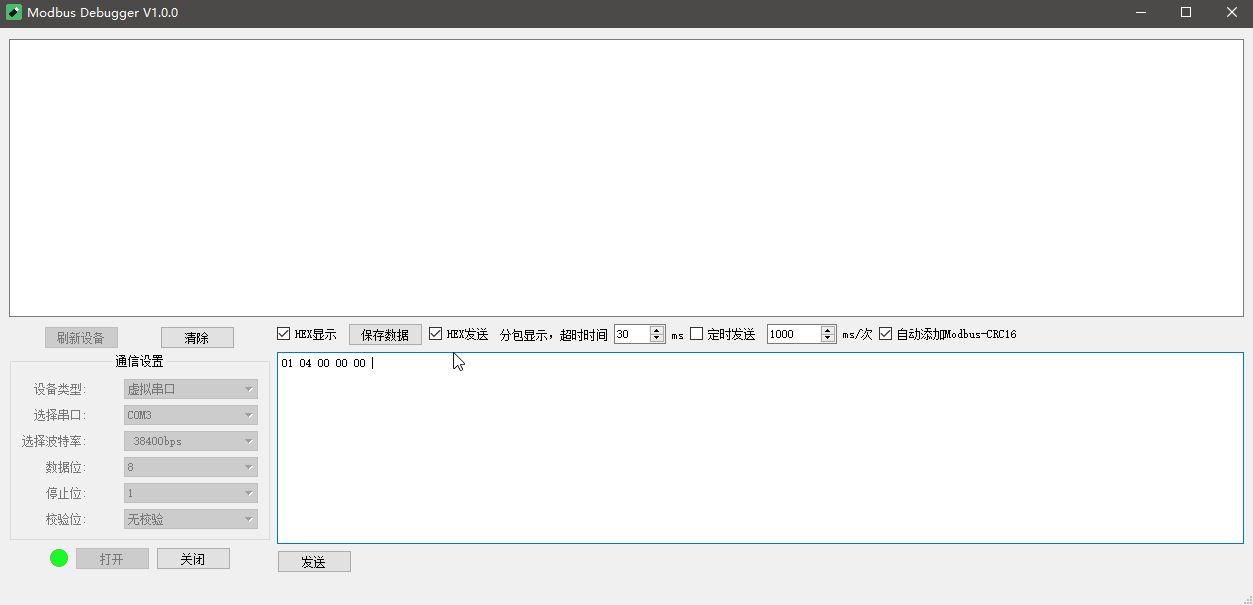 Modbus Debugger V1.0.0
刷新设备 清除 HEX显示 保存数据 HEX发送 分包显示，超时时间 30 ms 定时发送 1000 ms/次 自动添加Modbus-CRC16
通信设置
01 04 00 00 00
设备类型: 虚拟串口
选择串口: COM3
选择波特率: 38400bps
数据位: 8
停止位: 1
校验位: 无校验
打开 关闭 发送